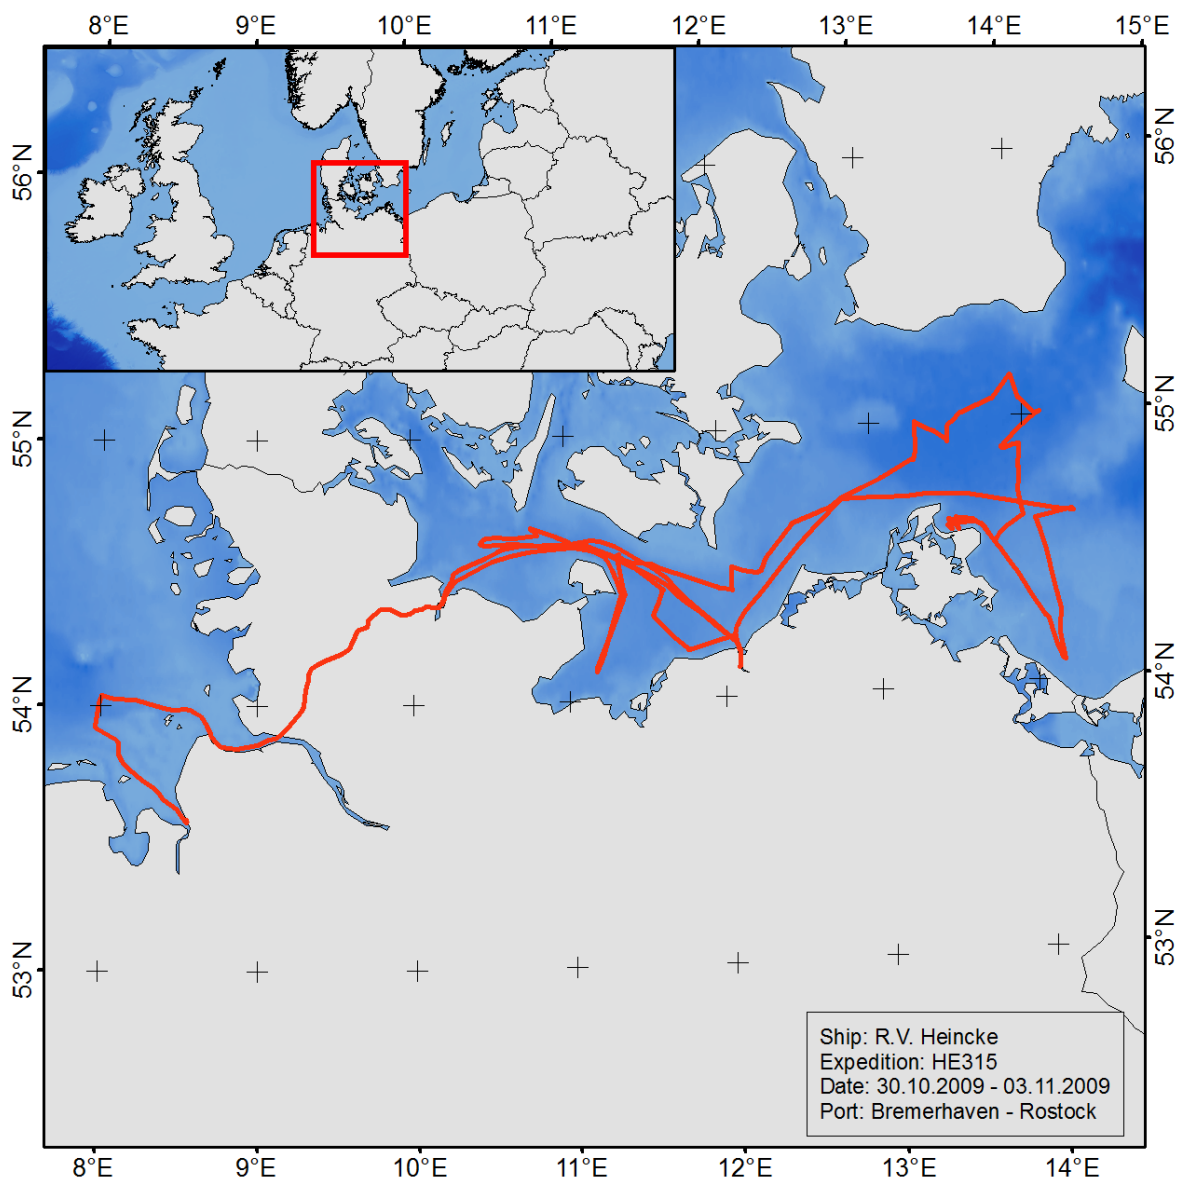 8°E 9°E 10°E 11°E 12°E 13°E 14°E 15°E
56°N 56°N
55°N 55°N
54°N 54°N
53°N 53°N
Ship: R.V. Heincke
Expedition: HE315
Date: 30.10.2009 - 03.11.2009
Port: Bremerhaven - Rostock
8°E 9°E 10°E 11°E 12°E 13°E 14°E